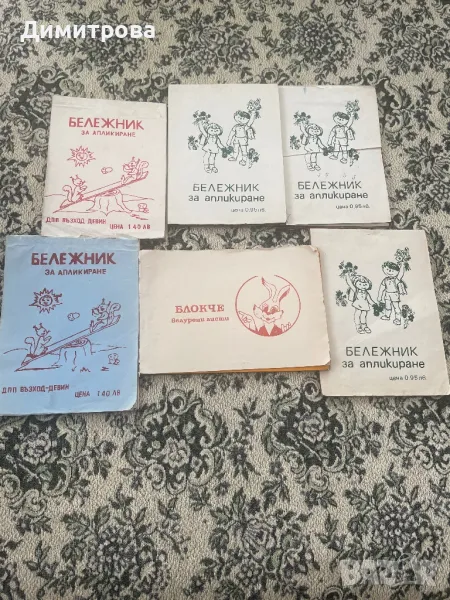 Димитрова
БЕЛЕЖНИК
ЗА АПЛИКИРАНЕ
ДПП ВЪЗХОД-ДЕВИН
ЦЕНА 1 40 ЛВ
БЕЛЕЖНИК
за апликиране
цена 0.95 лв.
БЕЛЕЖНИК
за апликиране
цена 0.95 лв.
БЕЛЕЖНИК
ЗА АПЛИКИРАНЕ
ДПП ВЪЗХОД-ДЕВИН
ЦЕНА 1 40 ЛВ
БЛОКЧЕ
БЕЛЕЖНИК
за апликиране
цена 0.95 лв.
BAZAR